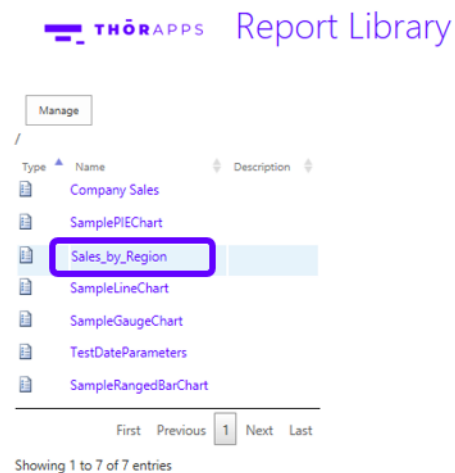 THŌRAPPS Report Library
Manage
/
Type Name Description
Company Sales
SamplePIEChart
Sales_by_Region
SampleLineChart
SampleGaugeChart
TestDateParameters
SampleRangedBarChart
First Previous 1 Next Last
Showing 1 to 7 of 7 entries